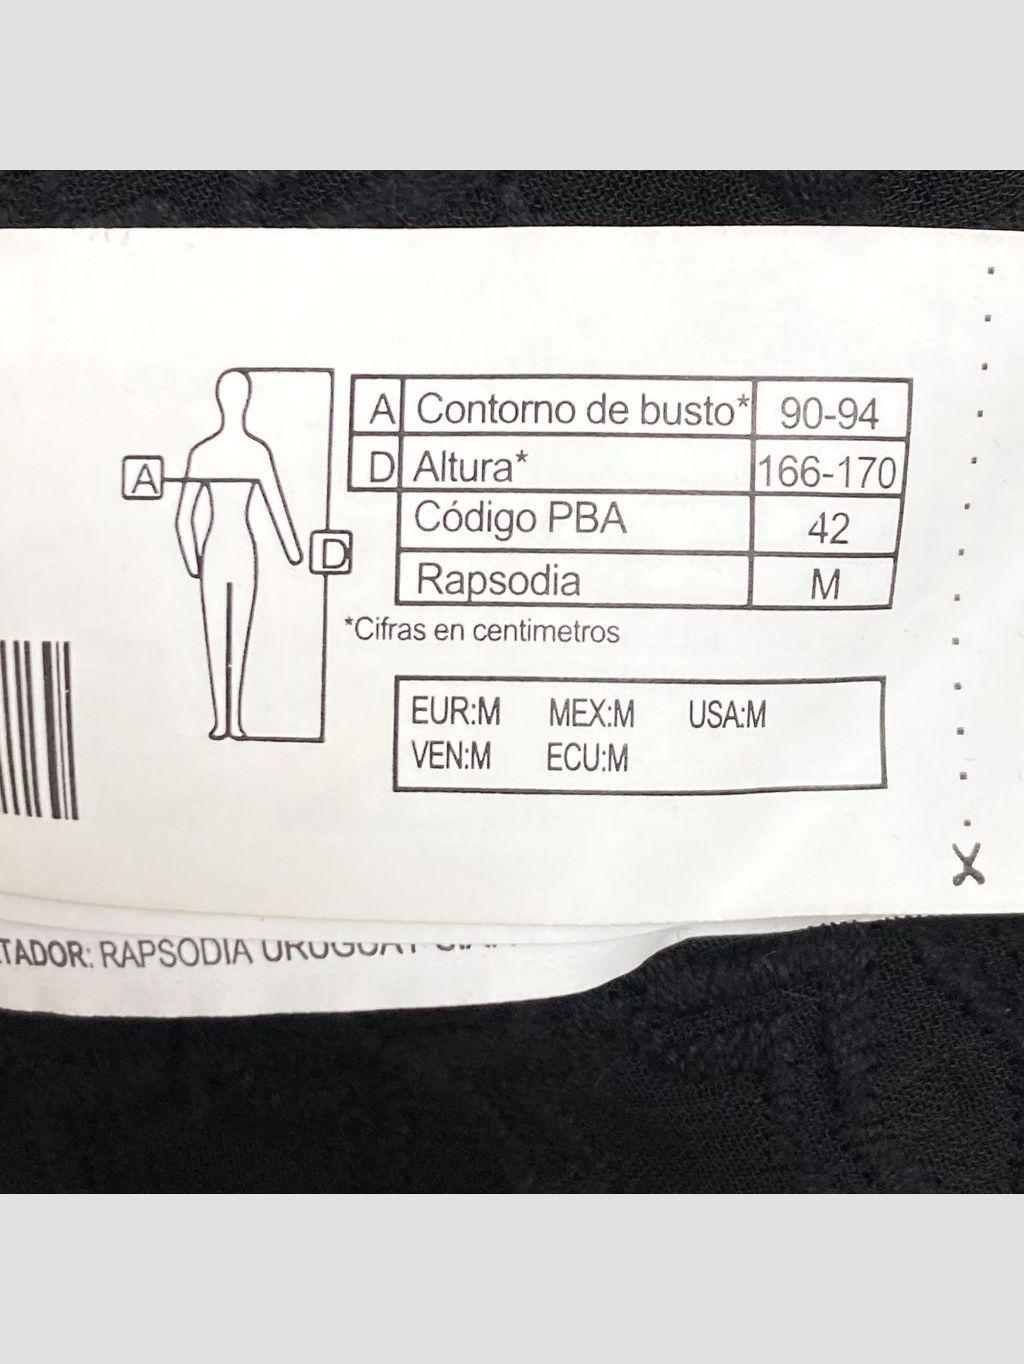 A Contorno de busto* 90-94
D Altura* 166-170
Código PBA 42
Rapsodia M
*Cifras en centimetros
A
D
EUR:M MEX:M USA:M
VEN:M ECU:M
TADOR: RAPSODIA URUGUAY